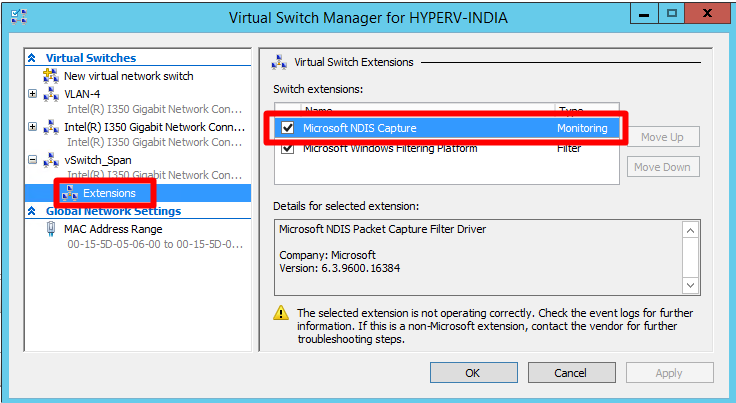 Virtual Switch Manager for HYPERV-INDIA
Virtual Switches
New virtual network switch
VLAN-4
Intel(R) I350 Gigabit Network Con...
Intel(R) I350 Gigabit Network Conn...
Intel(R) I350 Gigabit Network Con...
vSwitch_Span
Intel(R) I350 Gigabit Network Con...
Extensions
Global Network Settings
MAC Address Range
00-15-5D-05-06-00 to 00-15-5D-0...
Virtual Switch Extensions
Switch extensions:
Name Type
Microsoft NDIS Capture Monitoring
Microsoft Windows Filtering Platform Filter
Move Up
Move Down
Details for selected extension:
Microsoft NDIS Packet Capture Filter Driver
Company: Microsoft
Version: 6.3.9600.16384
The selected extension is not operating correctly. Check the event logs for further
information. If this is a non-Microsoft extension, contact the vendor for further
troubleshooting steps.
OK
Cancel
Apply